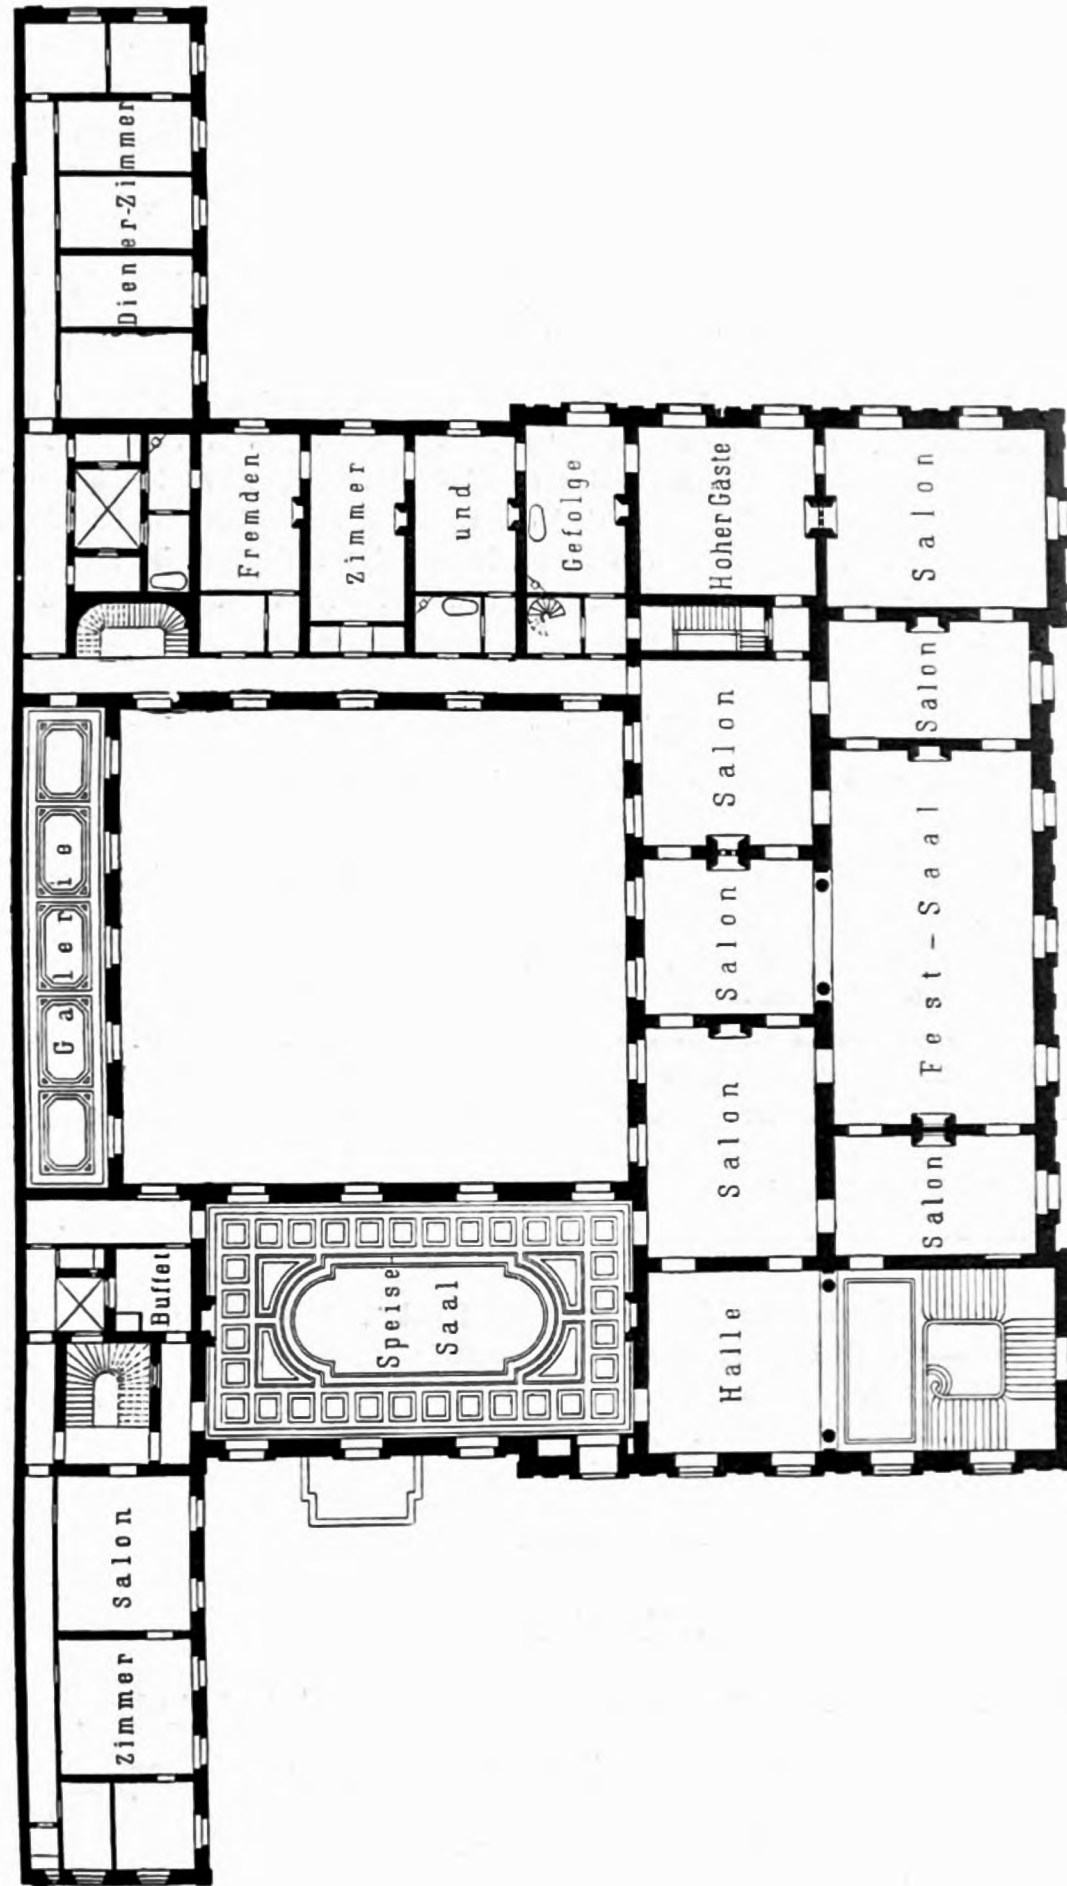 Diener-Zimmer
Fremden-
Zimmer
und
Gefolge
Hoher Gäste
Salon
Salon
Salon
Salon
Salon
Fest-Saal
Salon
Galerie
Buffet
Speise
Saal
Halle
Salon
Zimmer